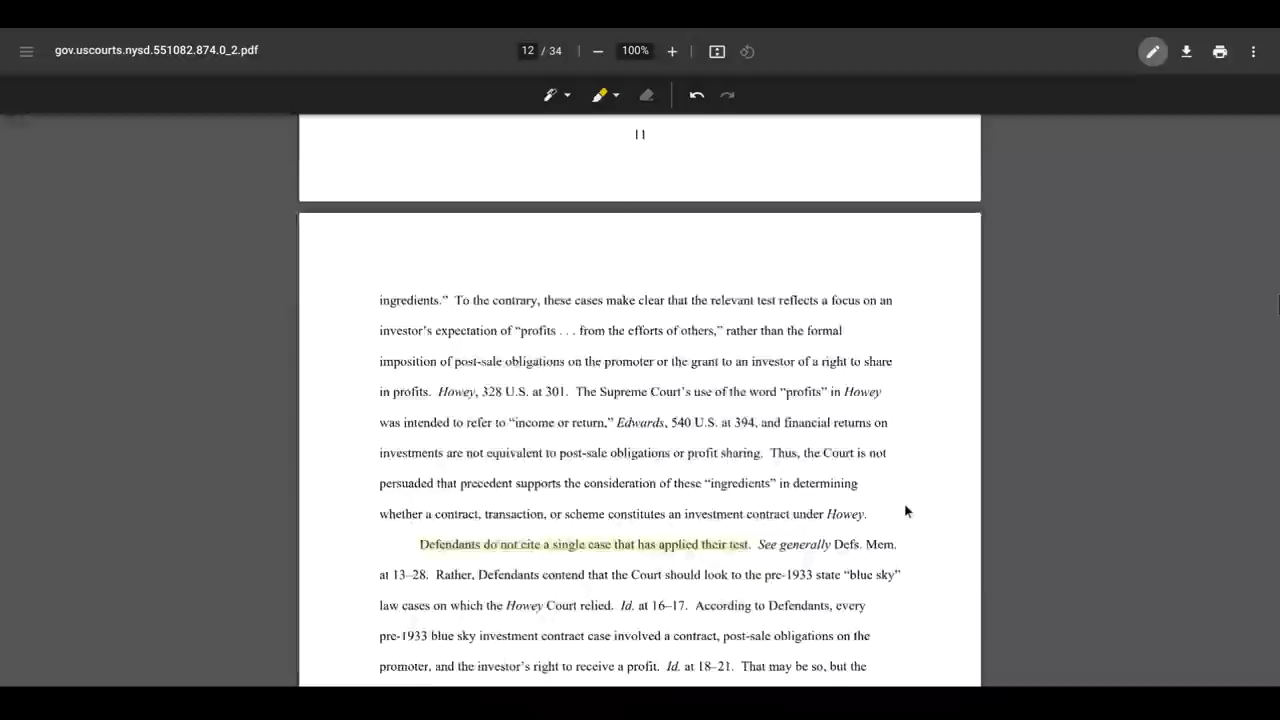 gov.uscourts.nysd.551082.874.0_2.pdf
12 / 34
100%
11
ingredients.” To the contrary, these cases make clear that the relevant test reflects a focus on an
investor’s expectation of “profits . . . from the efforts of others,” rather than the formal
imposition of post-sale obligations on the promoter or the grant to an investor of a right to share
in profits. Howey, 328 U.S. at 301. The Supreme Court’s use of the word “profits” in Howey
was intended to refer to “income or return,” Edwards, 540 U.S. at 394, and financial returns on
investments are not equivalent to post-sale obligations or profit sharing. Thus, the Court is not
persuaded that precedent supports the consideration of these “ingredients” in determining
whether a contract, transaction, or scheme constitutes an investment contract under Howey.
Defendants do not cite a single case that has applied their test. See generally Defs. Mem.
at 13–28. Rather, Defendants contend that the Court should look to the pre-1933 state “blue sky”
law cases on which the Howey Court relied. Id. at 16–17. According to Defendants, every
pre-1933 blue sky investment contract case involved a contract, post-sale obligations on the
promoter, and the investor’s right to receive a profit. Id. at 18–21. That may be so, but the